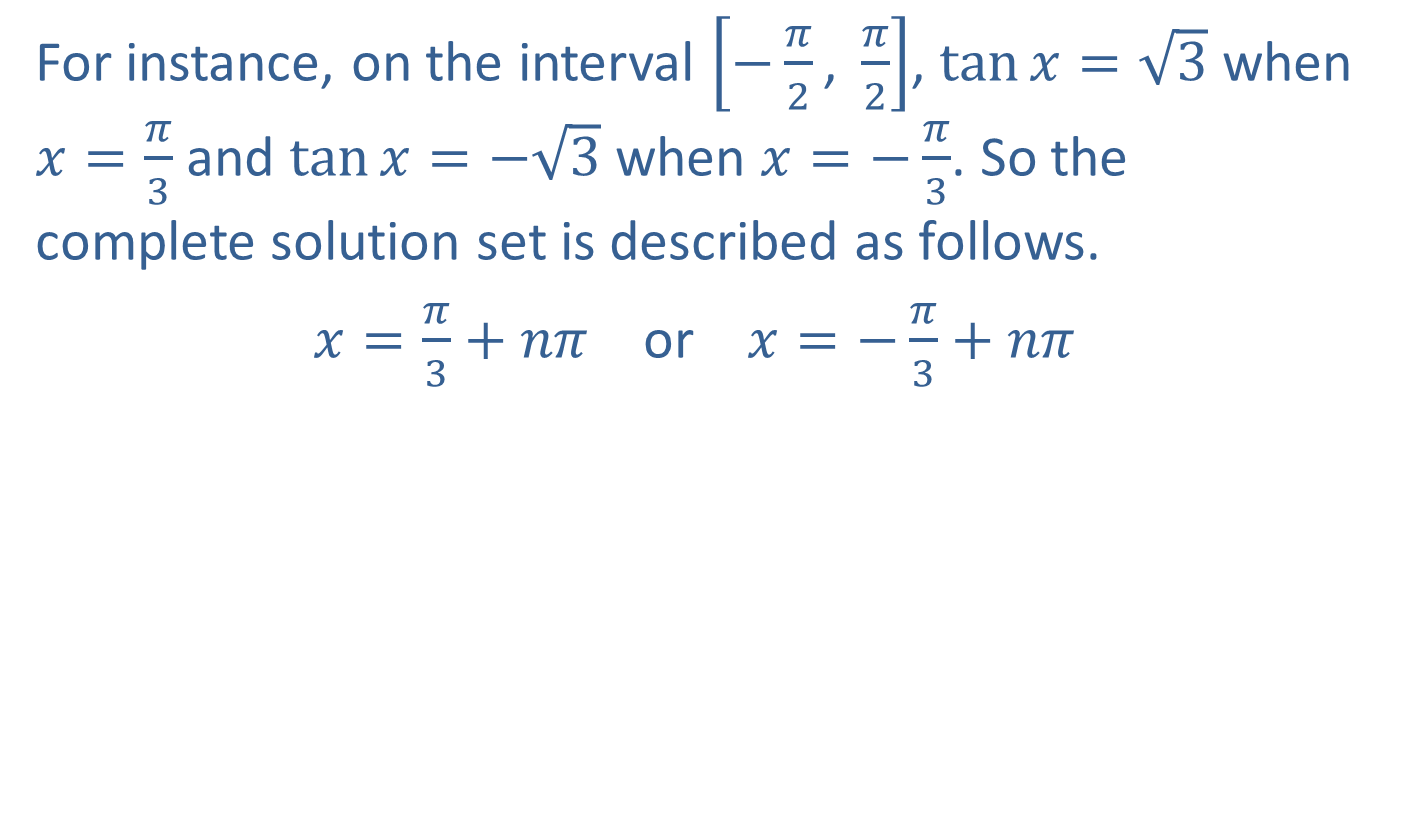 For instance, on the interval [−π/2, π/2], tan x = √3 when
x = π/3 and tan x = −√3 when x = −π/3. So the
complete solution set is described as follows.
x = π/3 + nπ or x = −π/3 + nπ